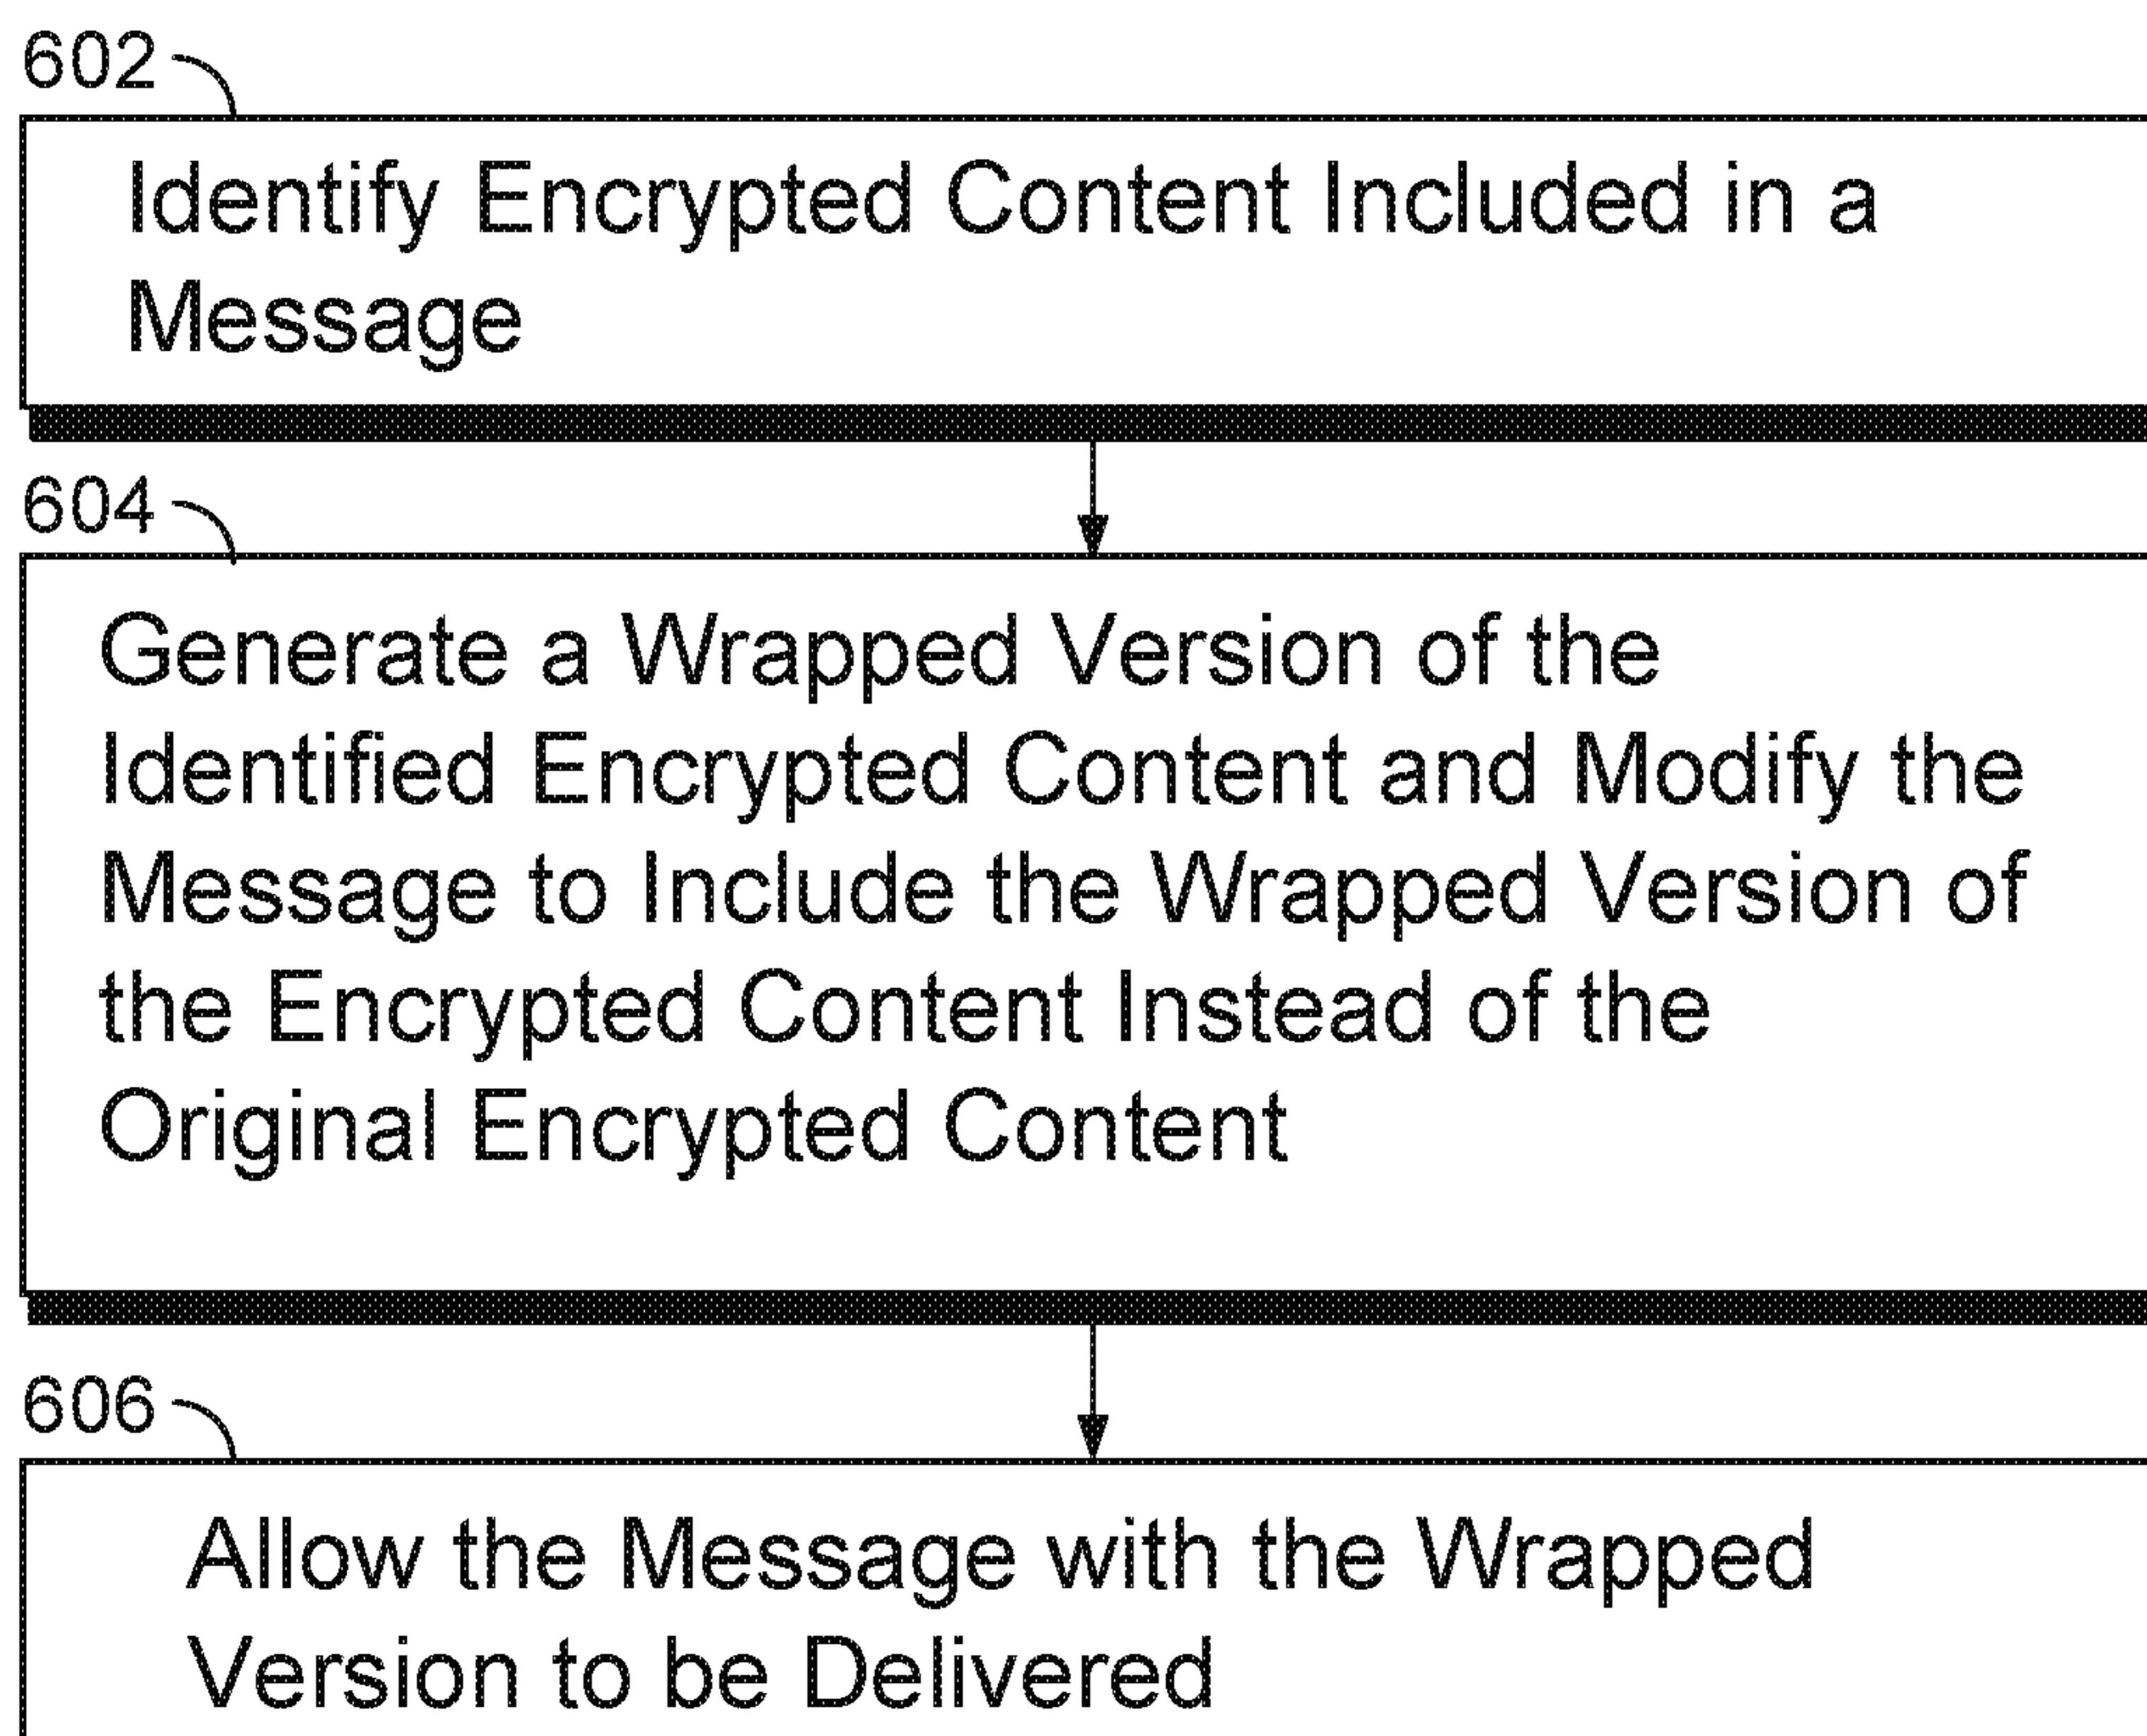 602
Identify Encrypted Content Included in a
Message
604
Generate a Wrapped Version of the
Identified Encrypted Content and Modify the
Message to Include the Wrapped Version of
the Encrypted Content Instead of the
Original Encrypted Content
606
Allow the Message with the Wrapped
Version to be Delivered